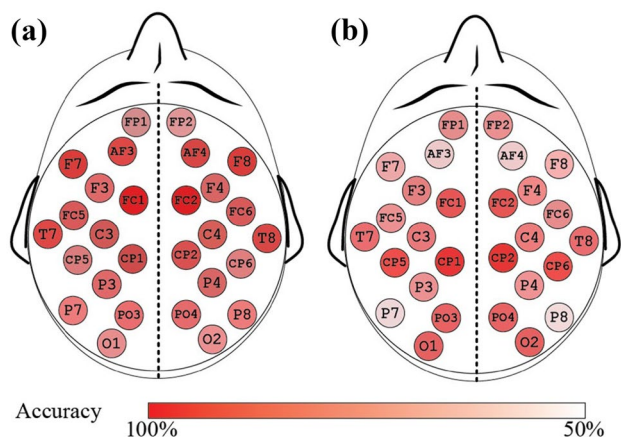 (a) (b)
FP1 FP2 FP1 FP2
AF3 AF4 AF3 AF4
F7 F8 F7 F8
F3 F4 F3 F4
FC1 FC2 FC1 FC2
FC5 FC6 FC5 FC6
T7 C3 C4 T8 T7 C3 C4 T8
CP5 CP1 CP2 CP6 CP5 CP1 CP2 CP6
P3 P4 P3 P4
P7 PO3 PO4 P8 P7 PO3 PO4 P8
O1 O2 O1 O2
Accuracy
100% 50%